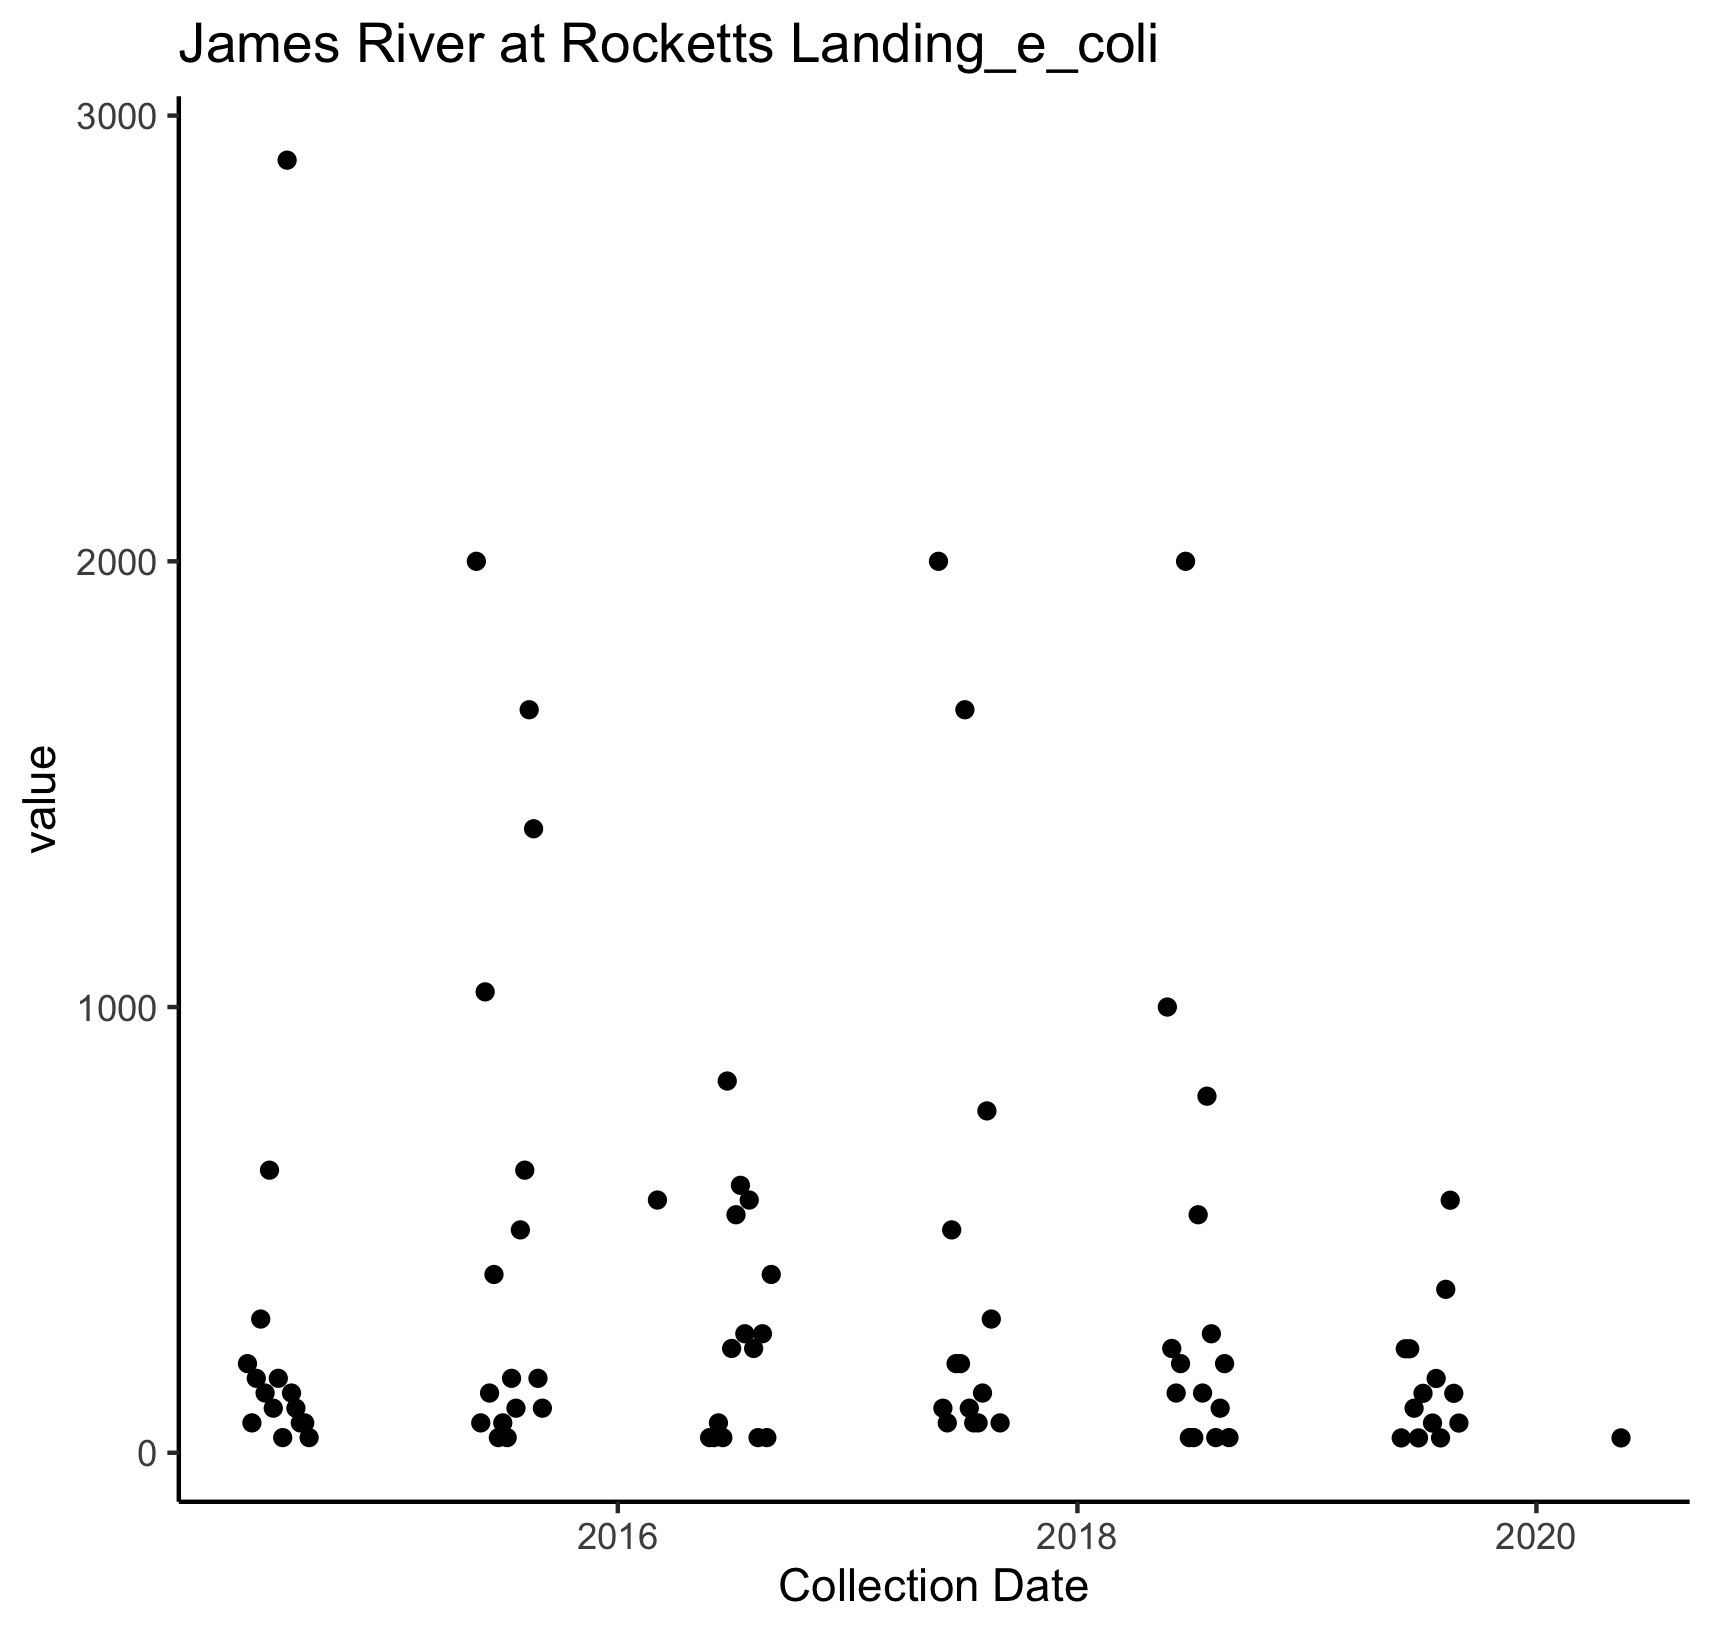 James River at Rocketts Landing_e_coli
3000
2000
1000
0
value
2016 2018 2020
Collection Date